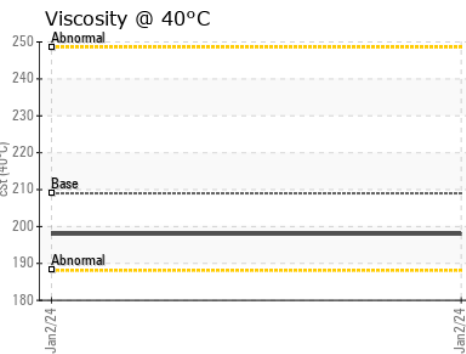 Viscosity @ 40°C
Abnormal
250
240
230
220
Base
210
200
Abnormal
190
180
cSt (40°C)
Jan2/24
Jan2/24